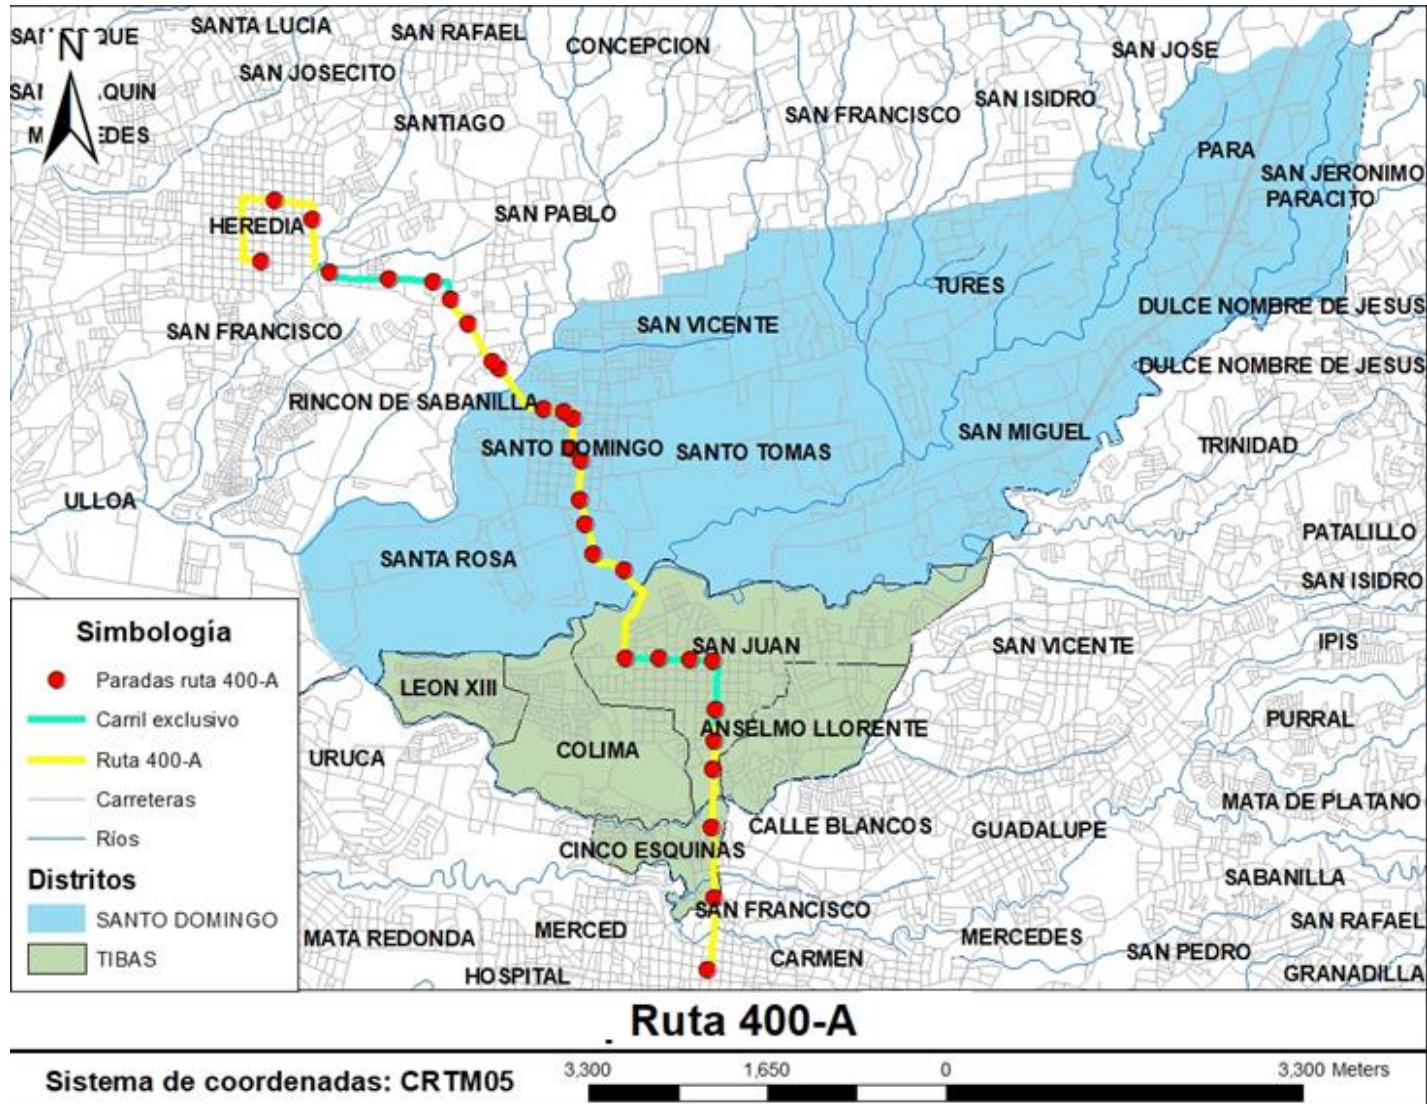 SANTA LUCIA
SAN RAFAEL
CONCEPCION
SAN JOSE
N
SAN JOSECITO
SAN ISIDRO
SAN FRANCISCO
SANTIAGO
PARA
SAN JERONIMO
PARACITO
SAN PABLO
HEREDIA
TURES
DULCE NOMBRE DE JESUS
SAN VICENTE
SAN FRANCISCO
DULCE NOMBRE DE JESUS
RINCON DE SABANILLA
SAN MIGUEL
TRINIDAD
SANTO DOMINGO
SANTO TOMAS
ULLOA
PATALILLO
SANTA ROSA
SAN ISIDRO
SAN JUAN
SAN VICENTE
IPIS
LEON XIII
PURRAL
ANSELMO LLORENTE
COLIMA
URUCA
MATA DE PLATANO
CALLE BLANCOS
GUADALUPE
CINCO ESQUINAS
SABANILLA
SAN FRANCISCO
SAN RAFAEL
MERCED
MATA REDONDA
MERCEDES
SAN PEDRO
CARMEN
HOSPITAL
GRANADILLA
Simbología
Paradas ruta 400-A
Carril exclusivo
Ruta 400-A
Carreteras
Ríos
Distritos
SANTO DOMINGO
TIBAS
Ruta 400-A
Sistema de coordenadas: CRTM05
3,300 1,650 0 3,300 Meters